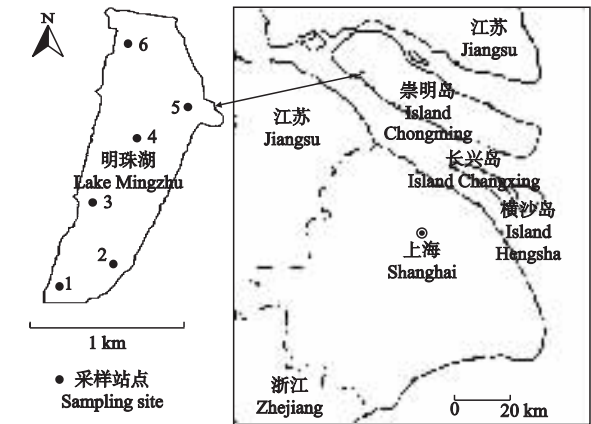 N
6
5
4
明珠湖
Lake Mingzhu
3
2
1
1 km
采样站点
Sampling site
江苏
Jiangsu
崇明岛
Island
Chongming
江苏
Jiangsu
长兴岛
Island Changxing
横沙岛
Island
Hengsha
上海
Shanghai
浙江
Zhejiang
0 20 km